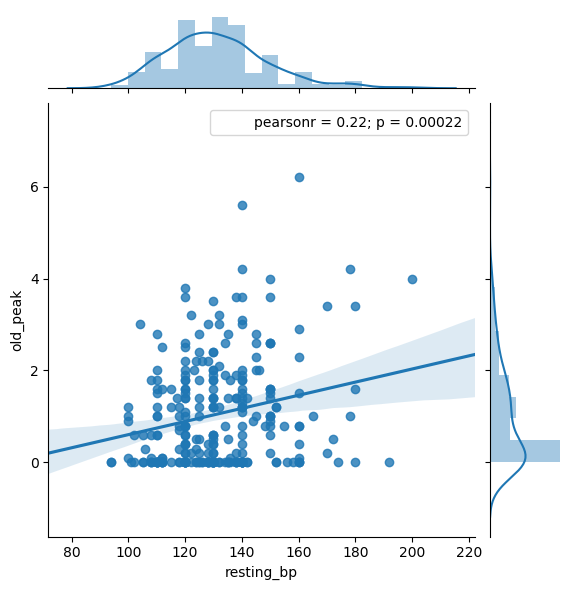 pearsonr = 0.22; p = 0.00022
6
4
2
0
old_peak
80 100 120 140 160 180 200 220
resting_bp